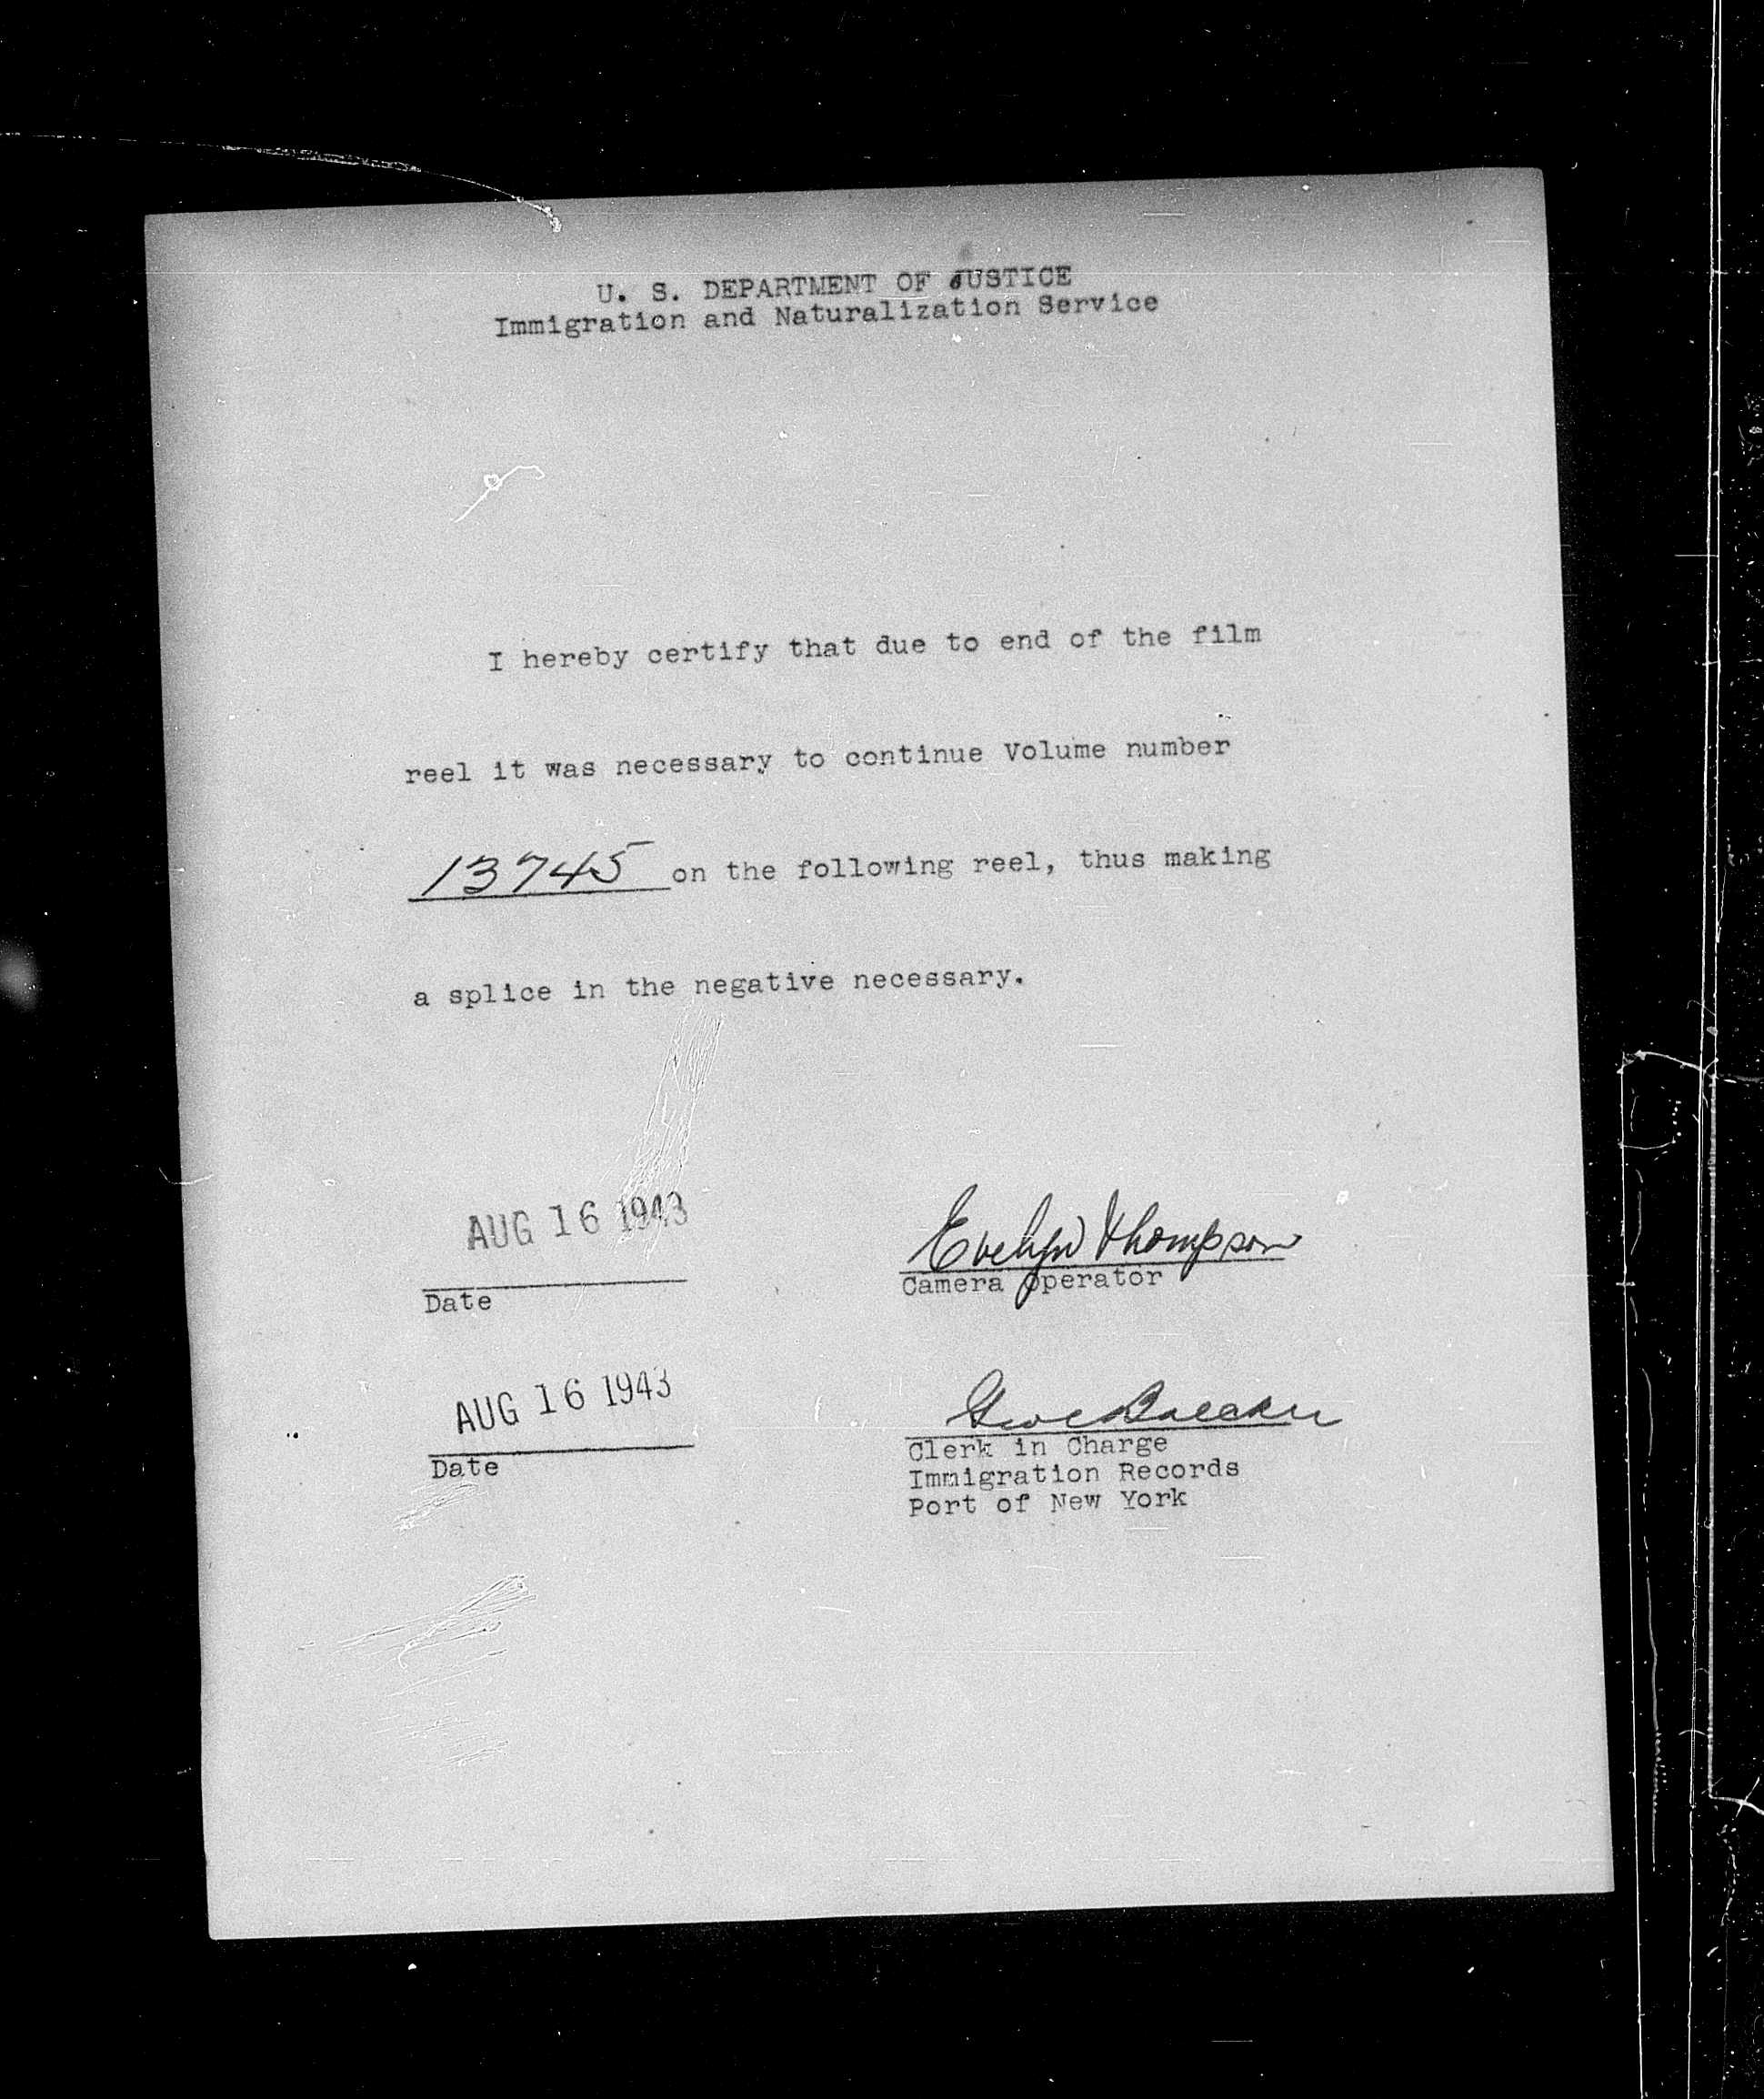 U. S. DEPARTMENT OF JUSTICE
Immigration and Naturalization Service
I hereby certify that due to end of the film
reel it was necessary to continue Volume number
13745 on the following reel, thus making
a splice in the negative necessary.
AUG 16 1943
Evelyn Thompson
Date
Camera Operator
AUG 16 1943
Date
Clerk in Charge
Immigration Records
Port of New York